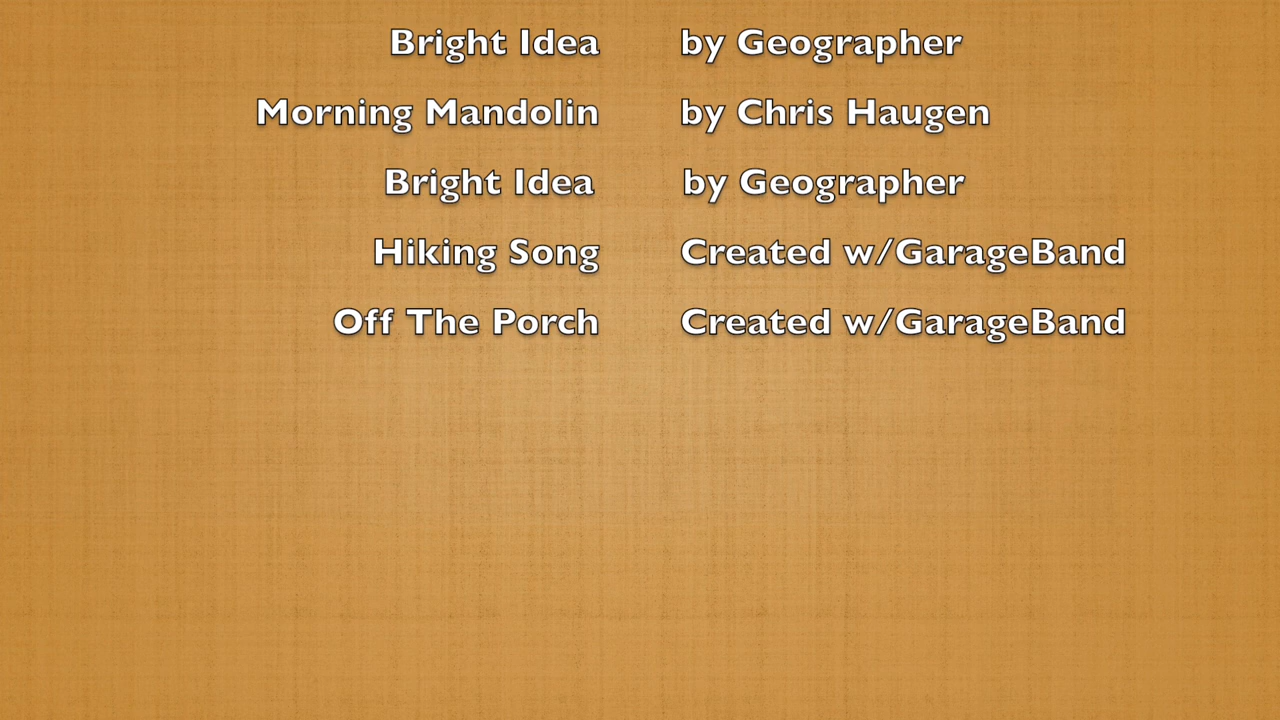 Bright Idea by Geographer
Morning Mandolin by Chris Haugen
Bright Idea by Geographer
Hiking Song Created w/GarageBand
Off The Porch Created w/GarageBand